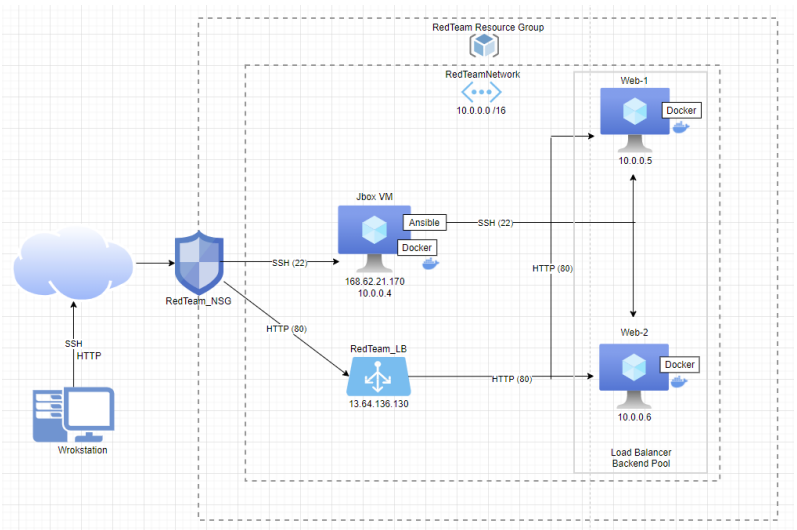 RedTeam Resource Group
RedTeamNetwork
10.0.0.0 /16
Web-1
Docker
10.0.0.5
Jbox VM
Ansible
SSH (22)
Docker
168.62.21.170
10.0.0.4
SSH (22)
RedTeam_NSG
HTTP (80)
HTTP (80)
SSH
HTTP
Wrokstation
RedTeam_LB
13.64.136.130
HTTP (80)
Web-2
Docker
10.0.0.6
Load Balancer
Backend Pool